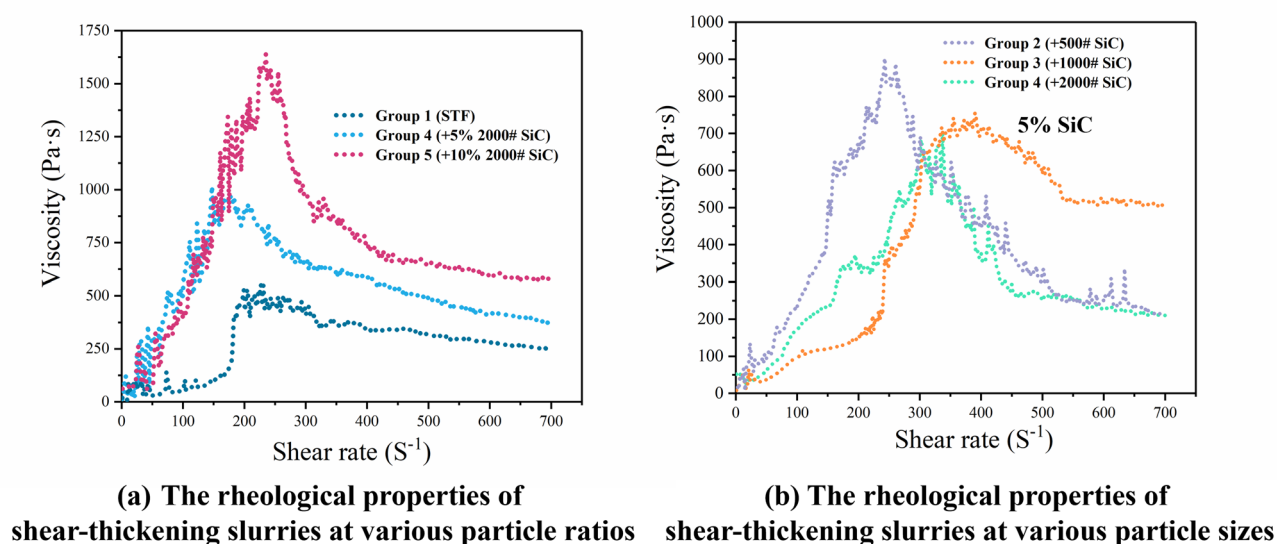 1750
1500
1250
1000
750
500
250
0
Viscosity (Pa·s)
Group 1 (STF)
Group 4 (+5% 2000# SiC)
Group 5 (+10% 2000# SiC)
0 100 200 300 400 500 600 700
Shear rate (S⁻¹)
(a) The rheological properties of
shear-thickening slurries at various particle ratios
1000
900
800
700
600
500
400
300
200
100
0
Viscosity (Pa·s)
Group 2 (+500# SiC)
Group 3 (+1000# SiC)
Group 4 (+2000# SiC)
5% SiC
0 100 200 300 400 500 600 700
Shear rate (S⁻¹)
(b) The rheological properties of
shear-thickening slurries at various particle sizes